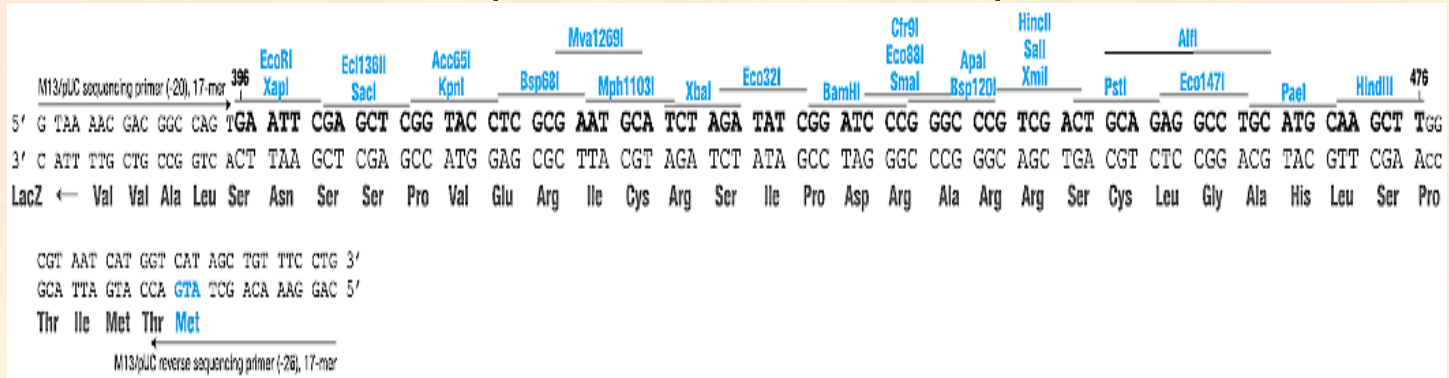 HincII
Cfr9I
Mva1269I Eco88I SalI AlfI
EcoRI Ecl136II Acc65I ApaI
XapI SacI KpnI Bsp68I Mph1103I XbaI Eco32I BamHI SmaI Bsp120I XmiI PstI Eco147I PaeI HindIII
M13/pUC sequencing primer (-20), 17-mer 396 476
5' G TAA AAC GAC GGC CAG TGA ATT CGA GCT CGG TAC CTC GCG AAT GCA TCT AGA TAT CGG ATC CCG GGC CCG TCG ACT GCA GAG GCC TGC ATG CAA GCT TGG
3' C ATT TTG CTG CCG GTC ACT TAA GCT CGA GCC ATG GAG CGC TTA CGT AGA TCT ATA GCC TAG GGC CCG GGC AGC TGA CGT CTC CGG ACG TAC GTT CGA ACC
LacZ ← Val Val Ala Leu Ser Asn Ser Ser Pro Val Glu Arg Ile Cys Arg Ser Ile Pro Asp Arg Ala Arg Arg Ser Cys Leu Gly Ala His Leu Ser Pro
CGT AAT CAT GGT CAT AGC TGT TTC CTG 3'
GCA TTA GTA CCA GTA TCG ACA AAG GAC 5'
Thr Ile Met Thr Met
M13/pUC reverse sequencing primer (-26), 17-mer